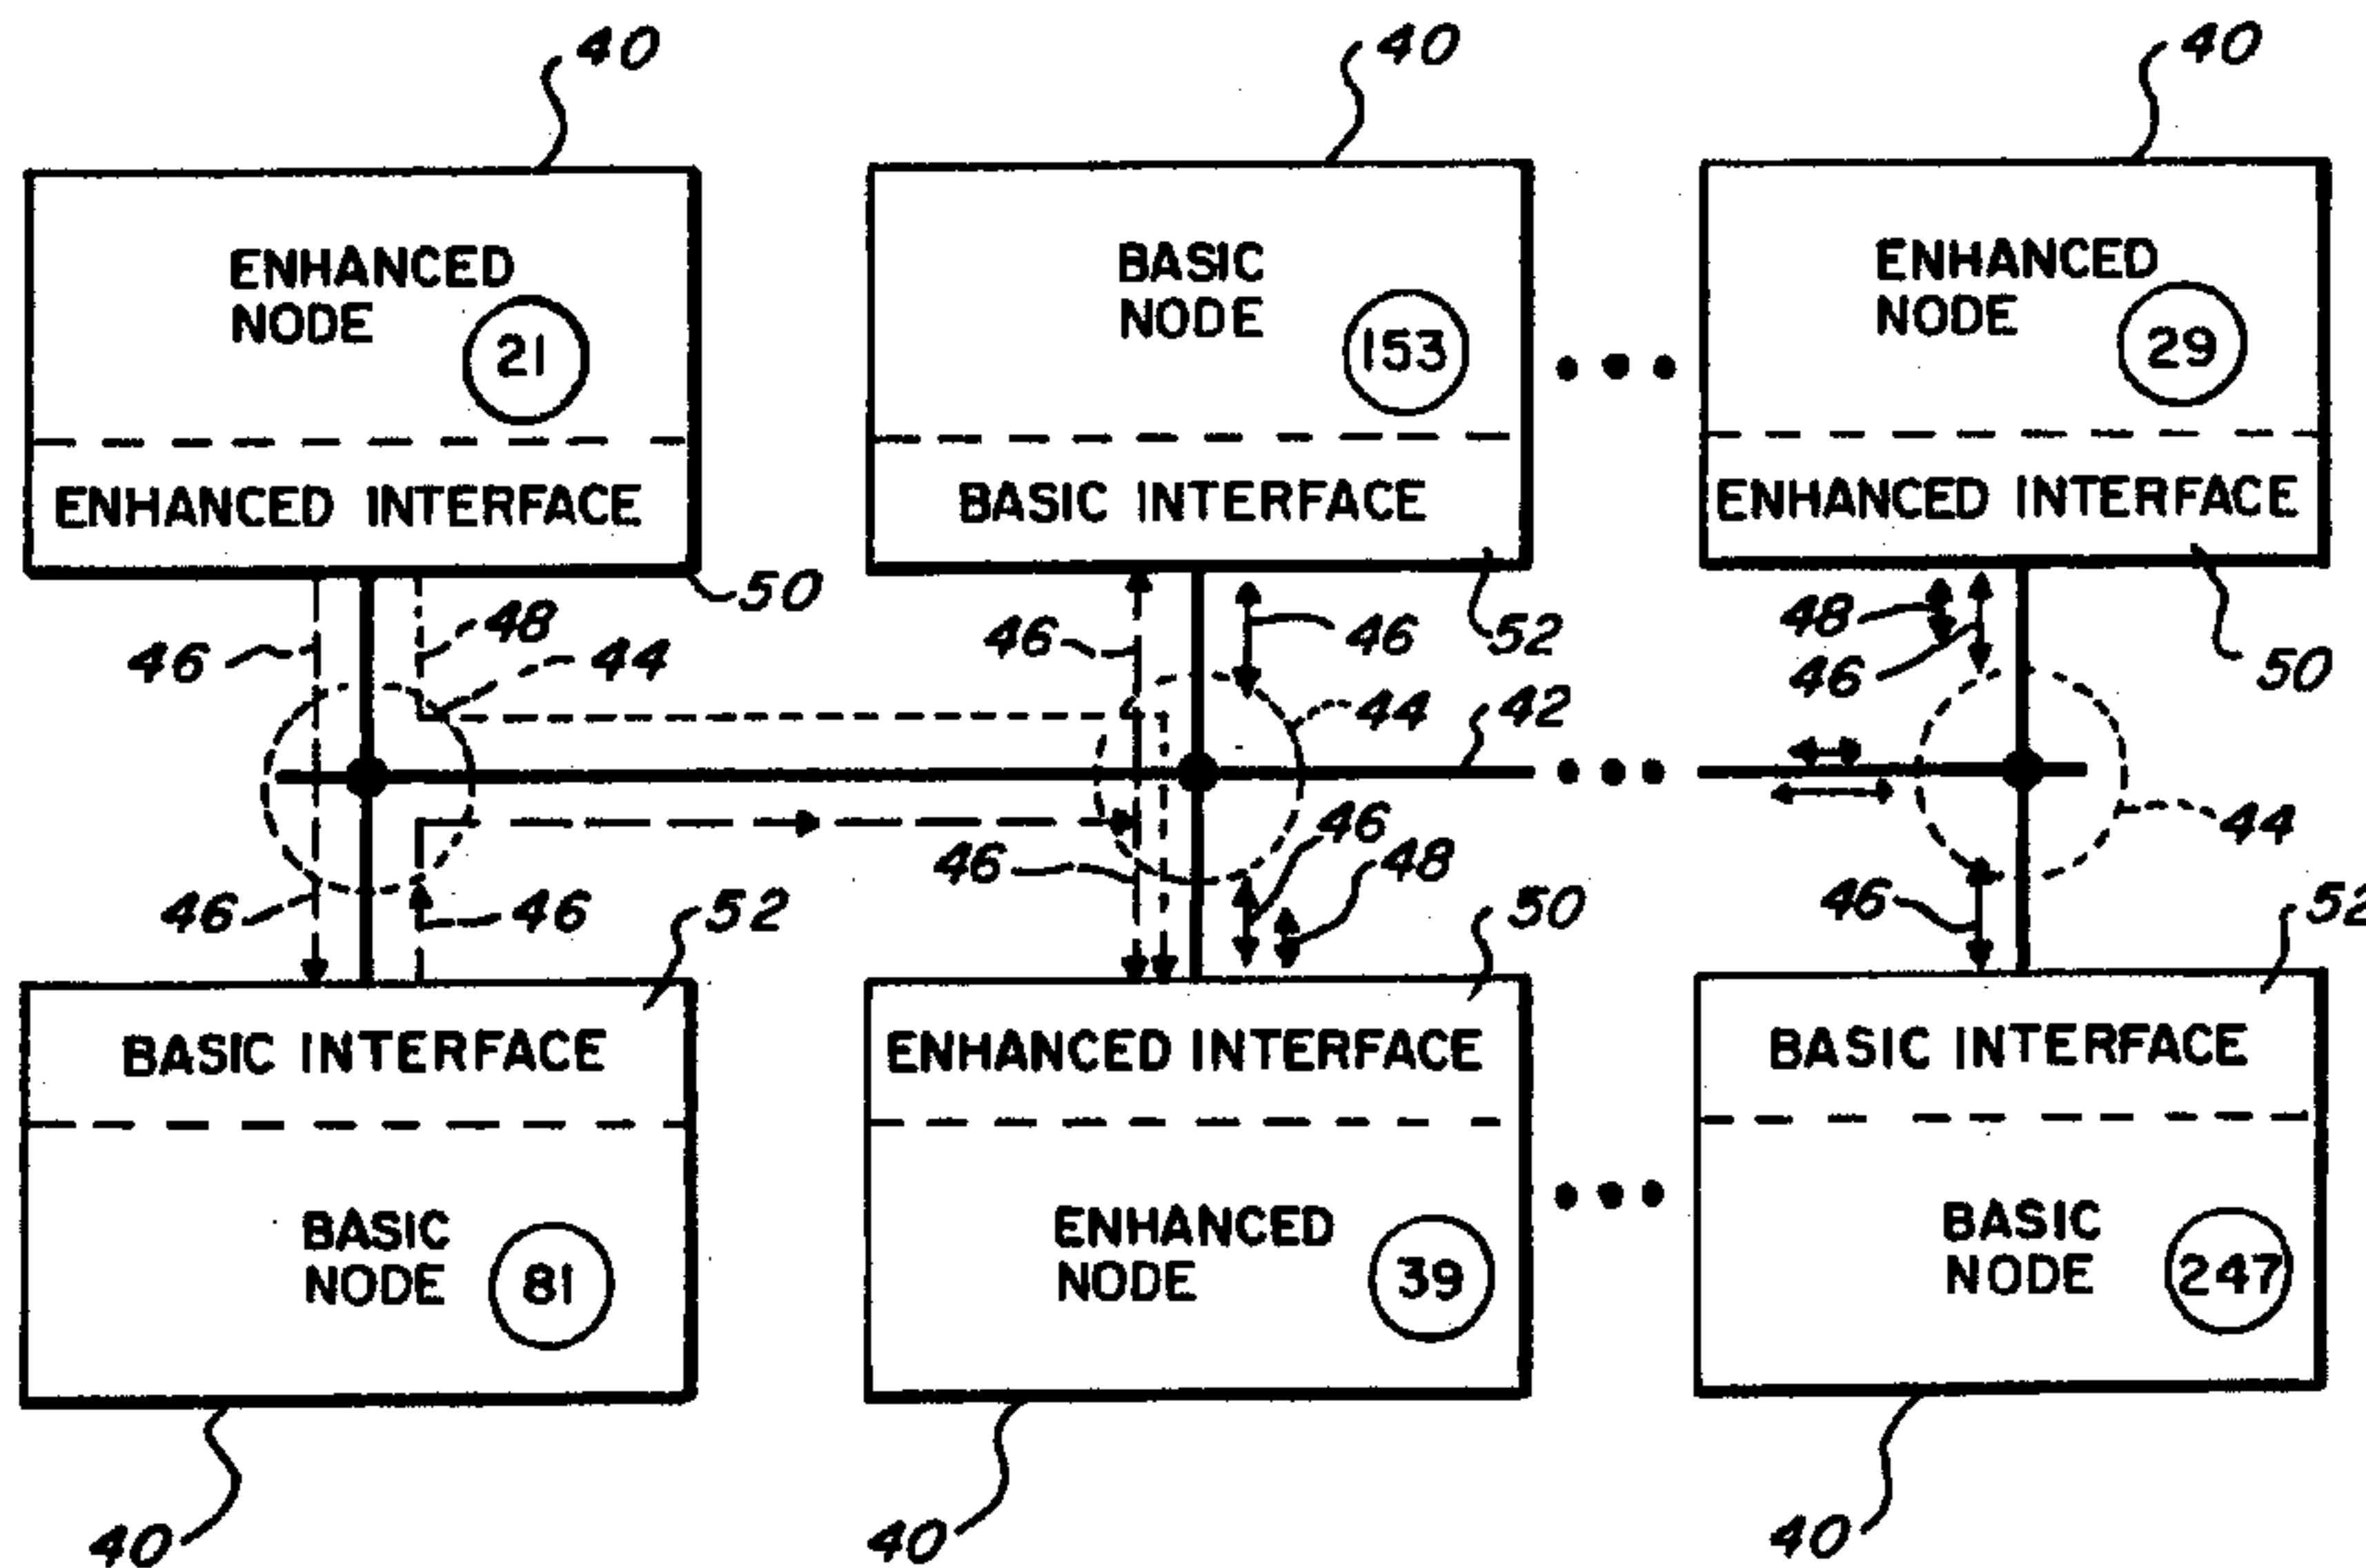 40
40
40
ENHANCED
NODE
21
ENHANCED INTERFACE
BASIC
NODE
153
BASIC INTERFACE
ENHANCED
NODE
29
ENHANCED INTERFACE
50
52
50
46
48
44
46
46
44
42
48
46
44
46
46
52
46
46
48
50
46
52
BASIC INTERFACE
BASIC
NODE
81
ENHANCED INTERFACE
ENHANCED
NODE
39
BASIC INTERFACE
BASIC
NODE
247
40
40
40